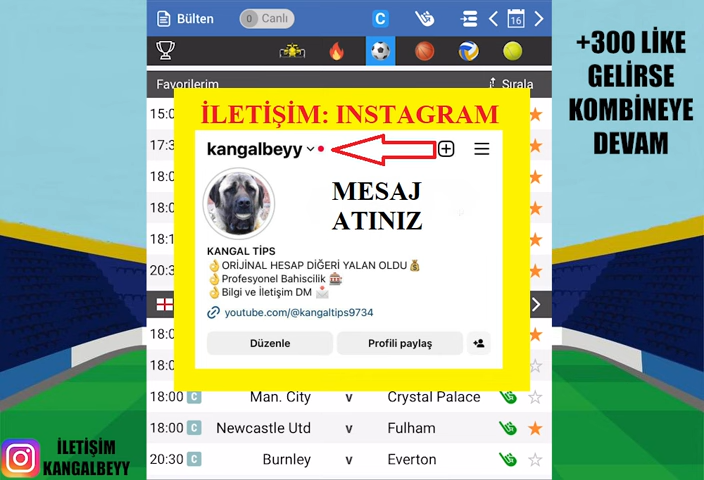 Bülten
0 Canlı
C
16
+300 LİKE
GELİRSE
KOMBİNEYE
DEVAM
Favorilerim
Sırala
İLETİŞİM: INSTAGRAM
kangalbeyy
MESAJ
ATINIZ
KANGAL TİPS
ORİJİNAL HESAP DİĞERİ YALAN OLDU
Profesyonel Bahiscilik
Bilgi ve İletişim DM
youtube.com/@kangaltips9734
Düzenle
Profili paylaş
18:00 C Man. City v Crystal Palace
18:00 C Newcastle Utd v Fulham
20:30 C Burnley v Everton
İLETİŞİM
KANGALBEYY